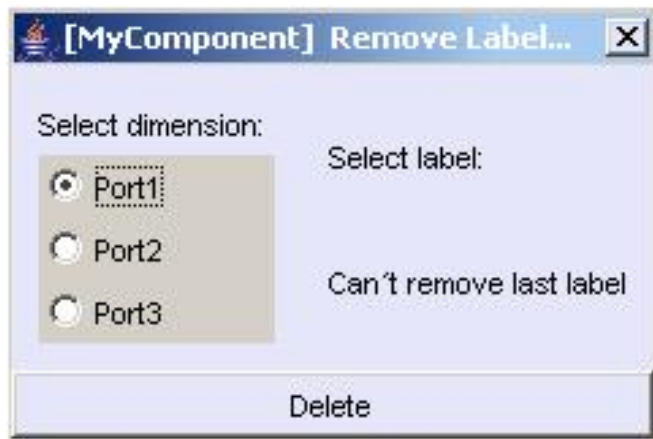 [MyComponent] Remove Label...
Select dimension:
Port1
Port2
Port3
Select label:
Can´t remove last label
Delete